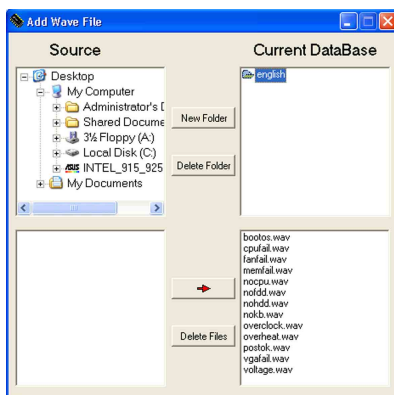 Add Wave File
Source
Current DataBase
Desktop
My Computer
Administrator's D
Shared Docume
3½ Floppy (A:)
Local Disk (C:)
INTEL_915_925
My Documents
New Folder
Delete Folder
english
Delete Files
bootos.wav
cpufail.wav
fanfail.wav
memfail.wav
nocpu.wav
nofdd.wav
nohdd.wav
nokb.wav
overclock.wav
overheat.wav
postok.wav
vgafail.wav
voltage.wav